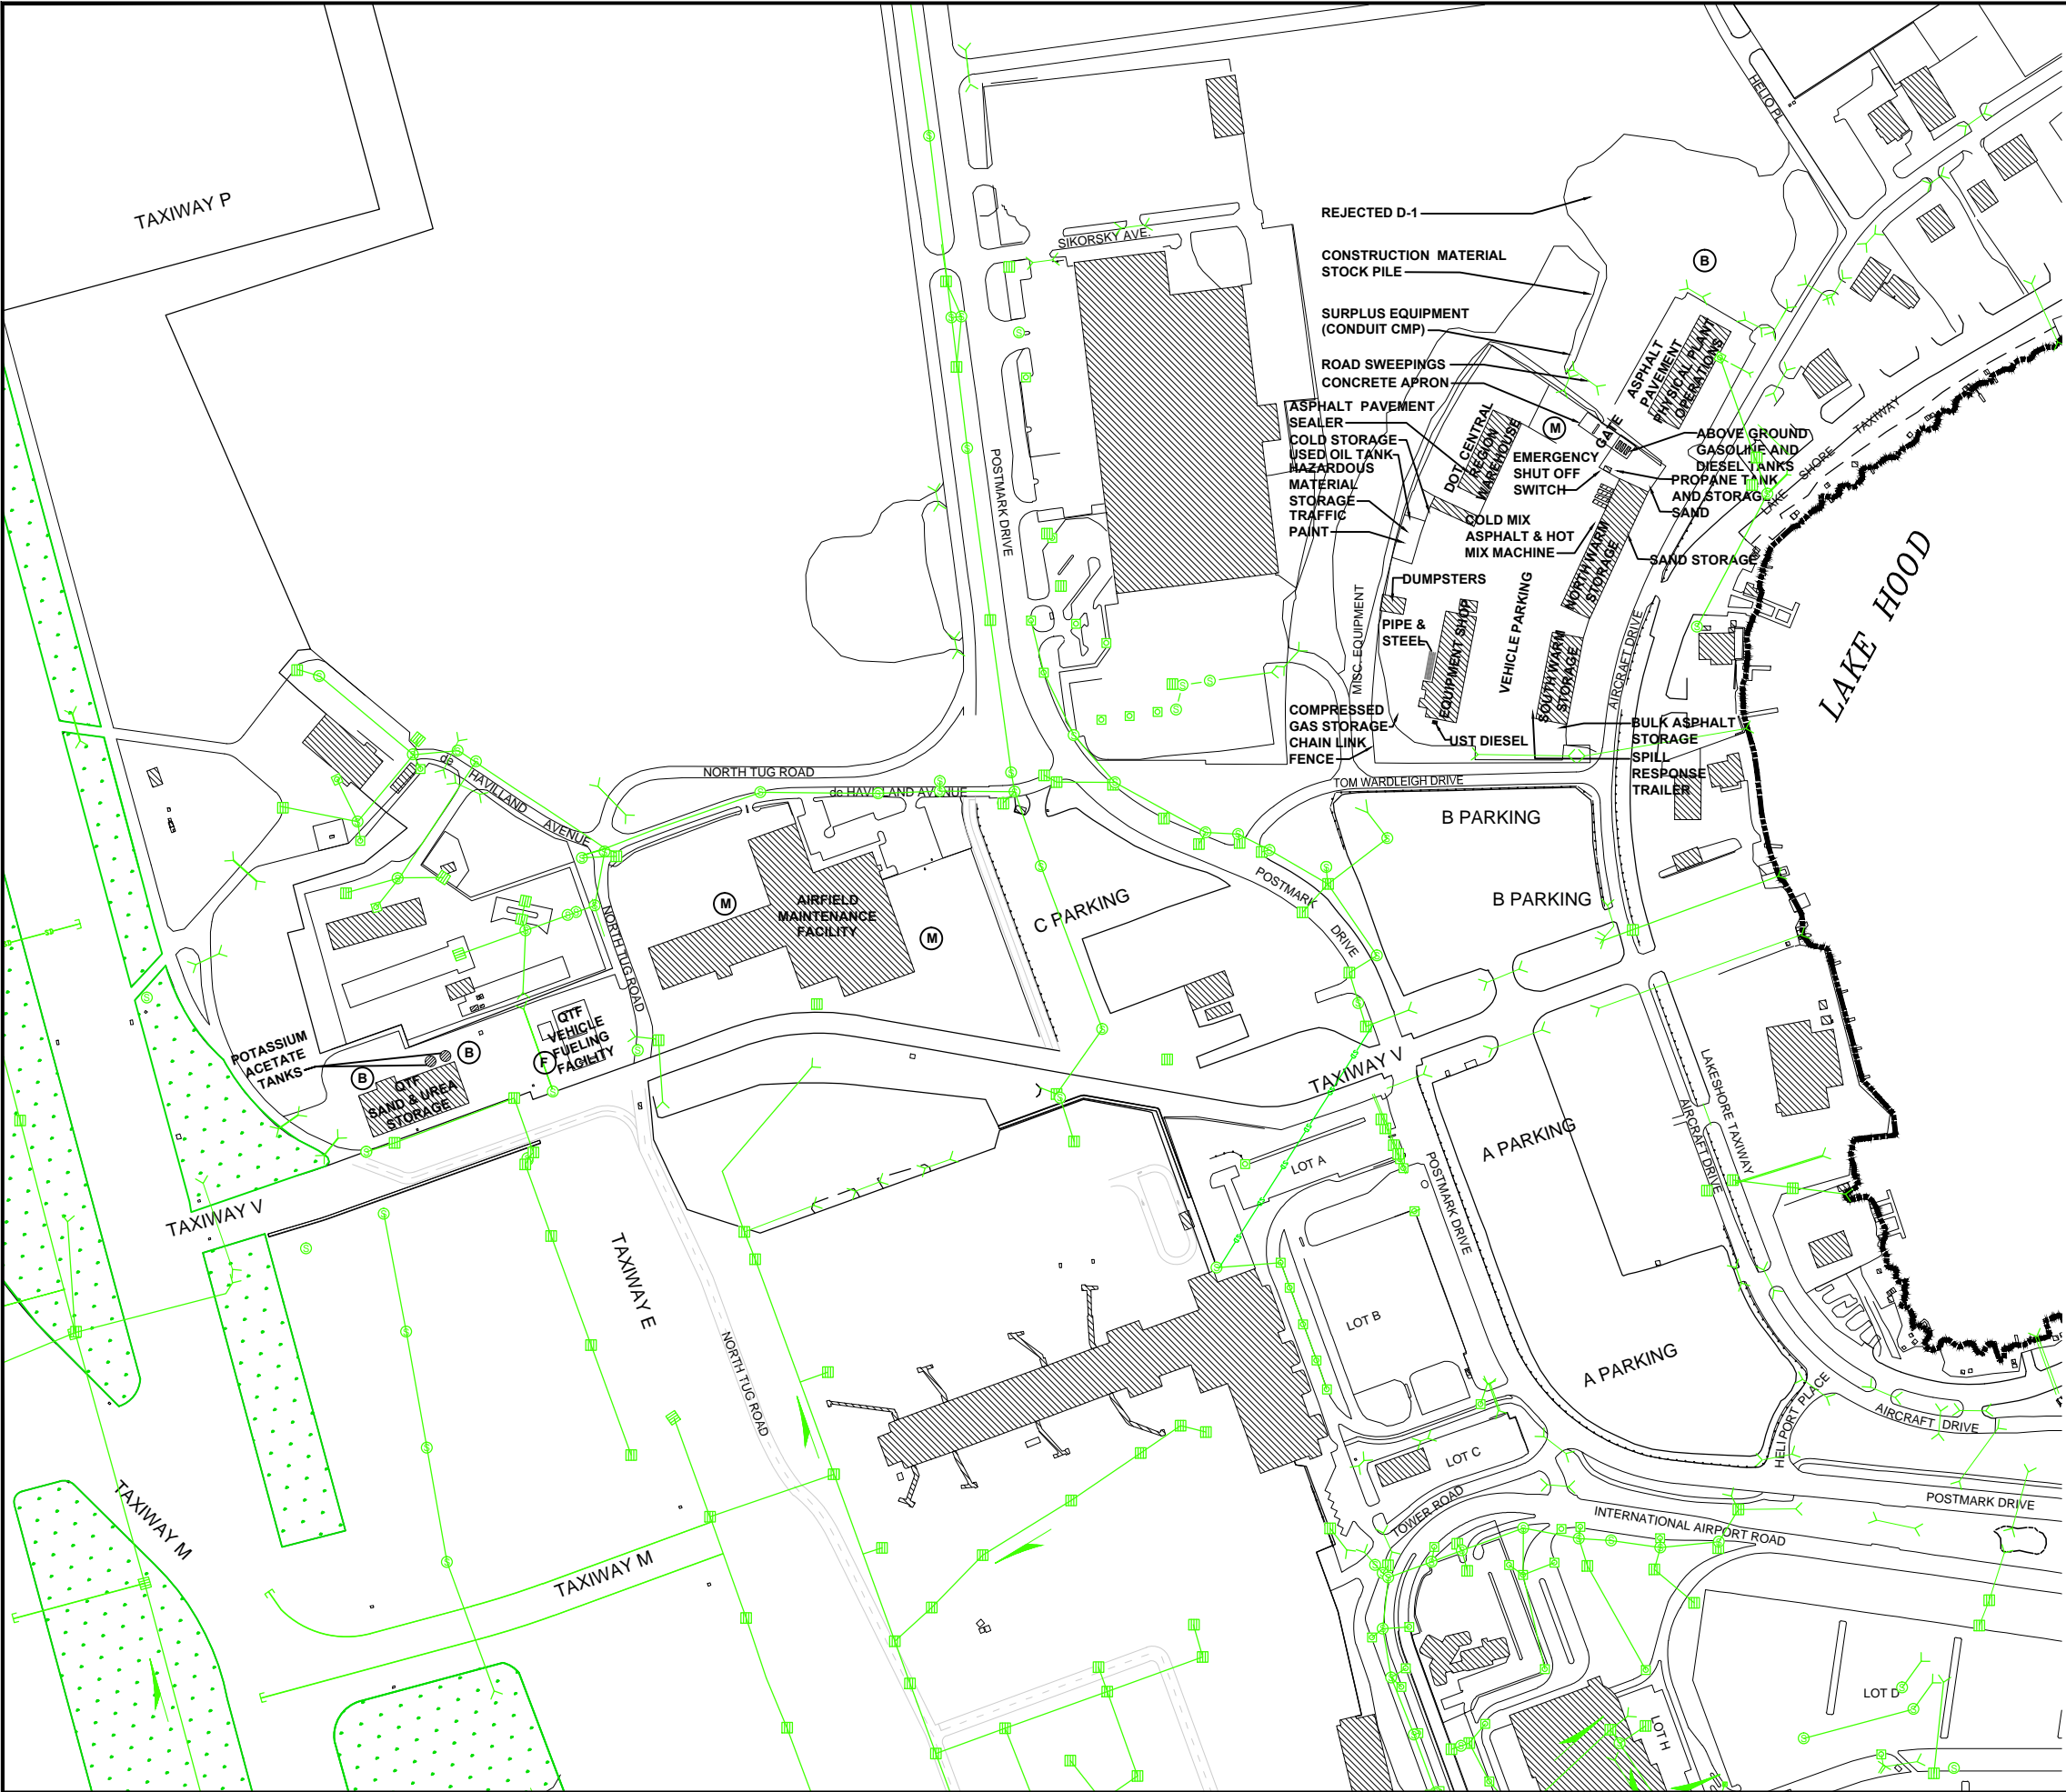 TAXIWAY P
HELIO PL
REJECTED D-1
SIKORSKY AVE.
CONSTRUCTION MATERIAL
STOCK PILE
B
SURPLUS EQUIPMENT
(CONDUIT CMP)
ROAD SWEEPINGS
CONCRETE APRON
ASPHALT
PAVEMENT
PHYSICAL PLANT
OPERATIONS
ASPHALT PAVEMENT
SEALER
COLD STORAGE
USED OIL TANK
HAZARDOUS
MATERIAL
STORAGE
TRAFFIC
PAINT
DOT CENTRAL
REGION
WAREHOUSE
M
GATE
EMERGENCY
SHUT OFF
SWITCH
ABOVE GROUND
GASOLINE AND
DIESEL TANKS
PROPANE TANK
AND STORAGE
SAND
LAKE SHORE TAXIWAY
POSTMARK DRIVE
COLD MIX
ASPHALT & HOT
MIX MACHINE
NORTH WARM
STORAGE
SAND STORAGE
LAKE HOOD
DUMPSTERS
PIPE &
STEEL
EQUIPMENT SHOP
VEHICLE PARKING
MISC. EQUIPMENT
SOUTH WARM
STORAGE
AIRCRAFT DRIVE
COMPRESSED
GAS STORAGE
CHAIN LINK
FENCE
UST DIESEL
BULK ASPHALT
STORAGE
SPILL
RESPONSE
TRAILER
NORTH TUG ROAD
de HAVILLAND AVENUE
de HAVILLAND AVENUE
TOM WARDLEIGH DRIVE
B PARKING
B PARKING
POSTMARK DRIVE
C PARKING
M
AIRFIELD
MAINTENANCE
FACILITY
M
NORTH TUG ROAD
POTASSIUM
ACETATE
TANKS
B
B
QTF
SAND & UREA
STORAGE
F
QTF
VEHICLE
FUELING
FACILITY
TAXIWAY V
TAXIWAY V
A PARKING
LAKESHORE TAXIWAY
AIRCRAFT DRIVE
LOT A
POSTMARK DRIVE
TAXIWAY E
NORTH TUG ROAD
LOT B
A PARKING
HELIPORT PLACE
AIRCRAFT DRIVE
LOT C
TOWER ROAD
POSTMARK DRIVE
INTERNATIONAL AIRPORT ROAD
TAXIWAY M
TAXIWAY M
LOT D
LOT H